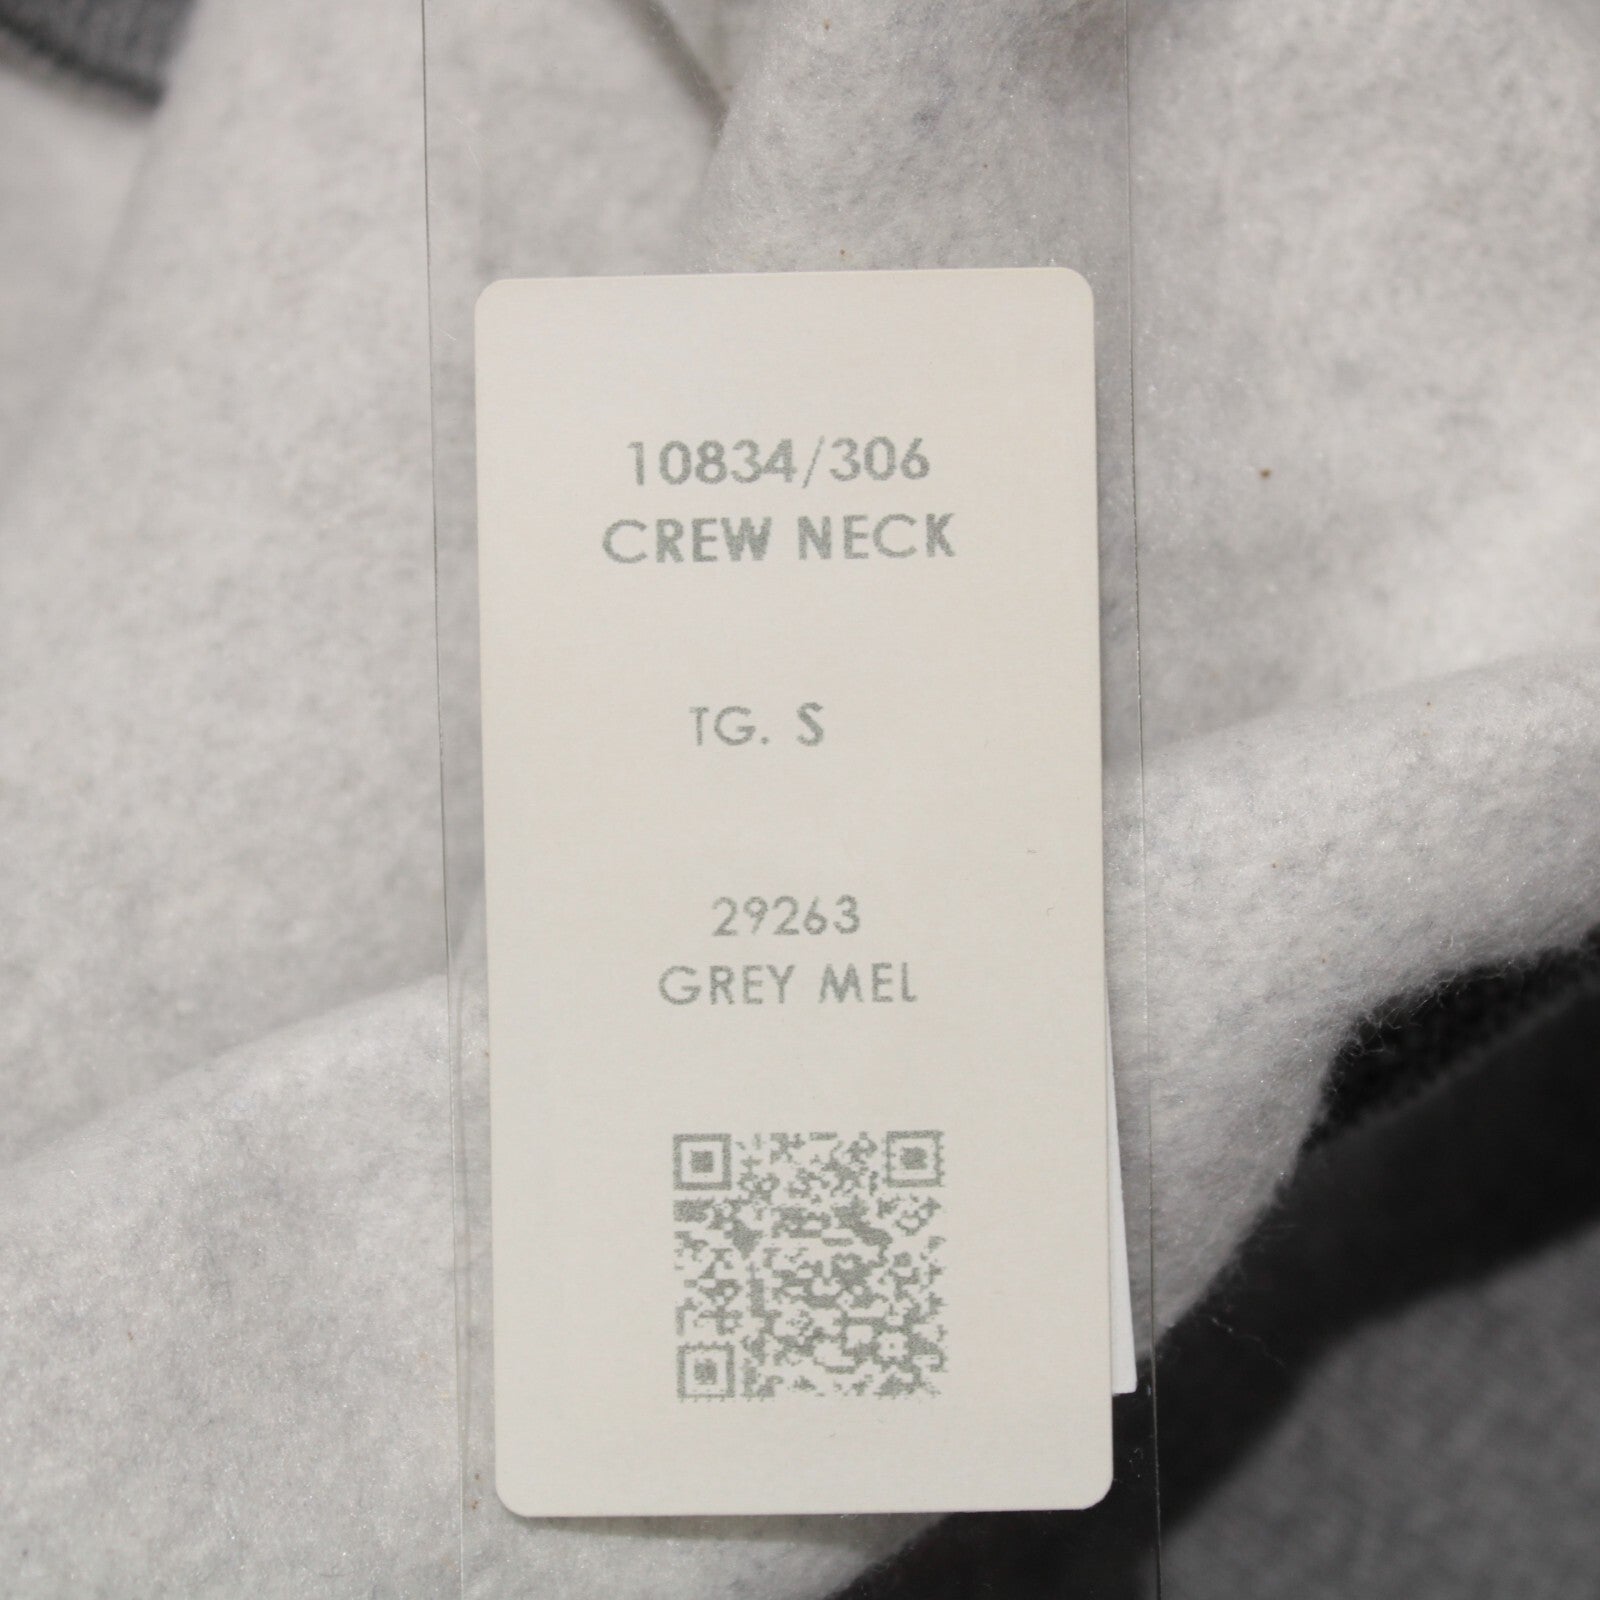 10834/306
CREW NECK
TG. S
29263
GREY MEL